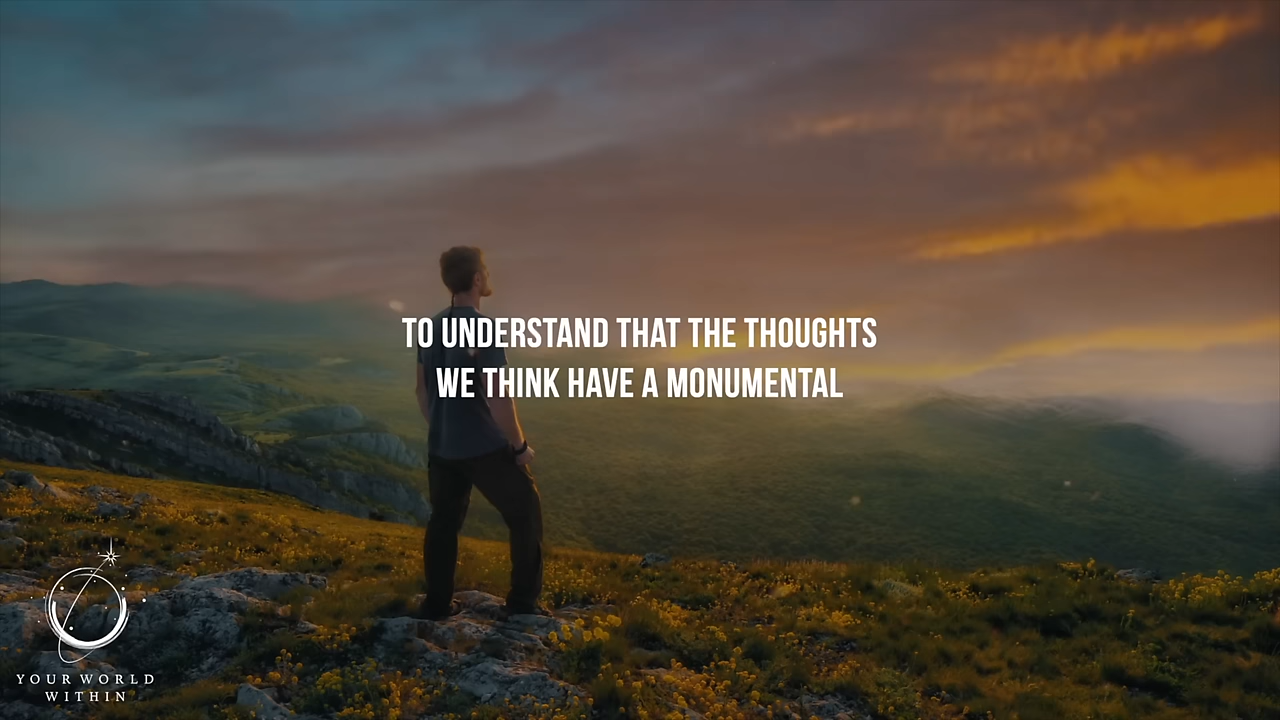 TO UNDERSTAND THAT THE THOUGHTS
WE THINK HAVE A MONUMENTAL
YOUR WORLD
WITHIN